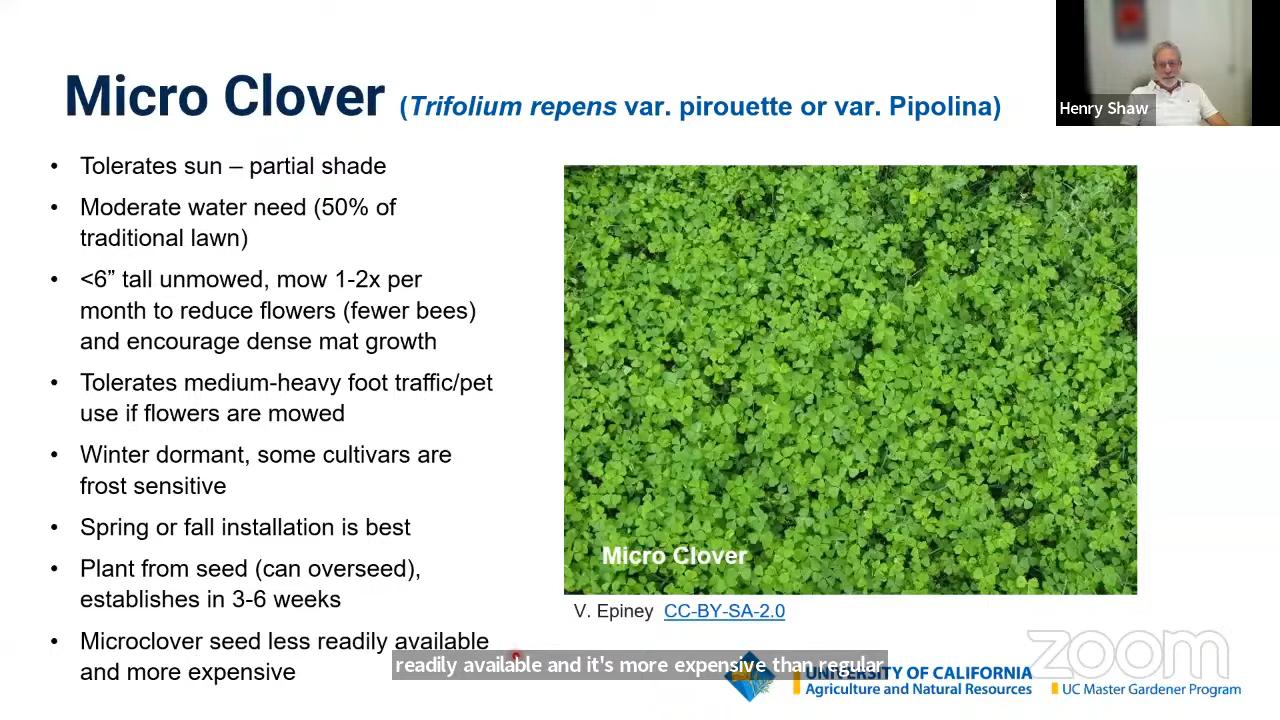 Micro Clover (Trifolium repens var. pirouette or var. Pipolina)
Henry Shaw
• Tolerates sun – partial shade
• Moderate water need (50% of
traditional lawn)
• <6” tall unmowed, mow 1-2x per
month to reduce flowers (fewer bees)
and encourage dense mat growth
• Tolerates medium-heavy foot traffic/pet
use if flowers are mowed
• Winter dormant, some cultivars are
frost sensitive
• Spring or fall installation is best
• Plant from seed (can overseed),
establishes in 3-6 weeks
• Microclover seed less readily available
and more expensive
Micro Clover
V. Epiney CC-BY-SA-2.0
readily available and it's more expensive than regular
zoom
UNIVERSITY OF CALIFORNIA
Agriculture and Natural Resources
UC Master Gardener Program